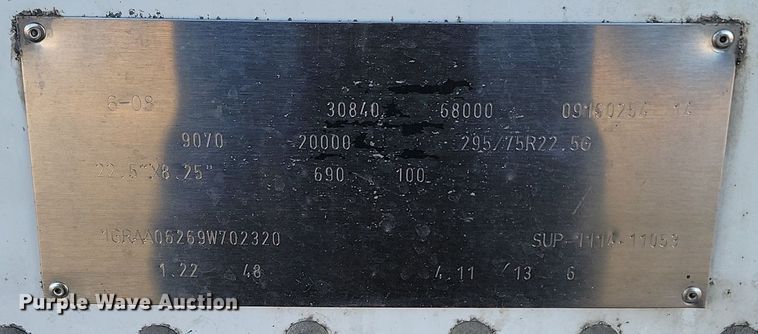 6-08 30840 68000 09150254 14
9070 20000 295/75R22.5G
22.5"X8.25" 690 100
1GRAA06269W702320 SUP-1114-11053
1.22 48 4.11 13 6
Purple Wave Auction